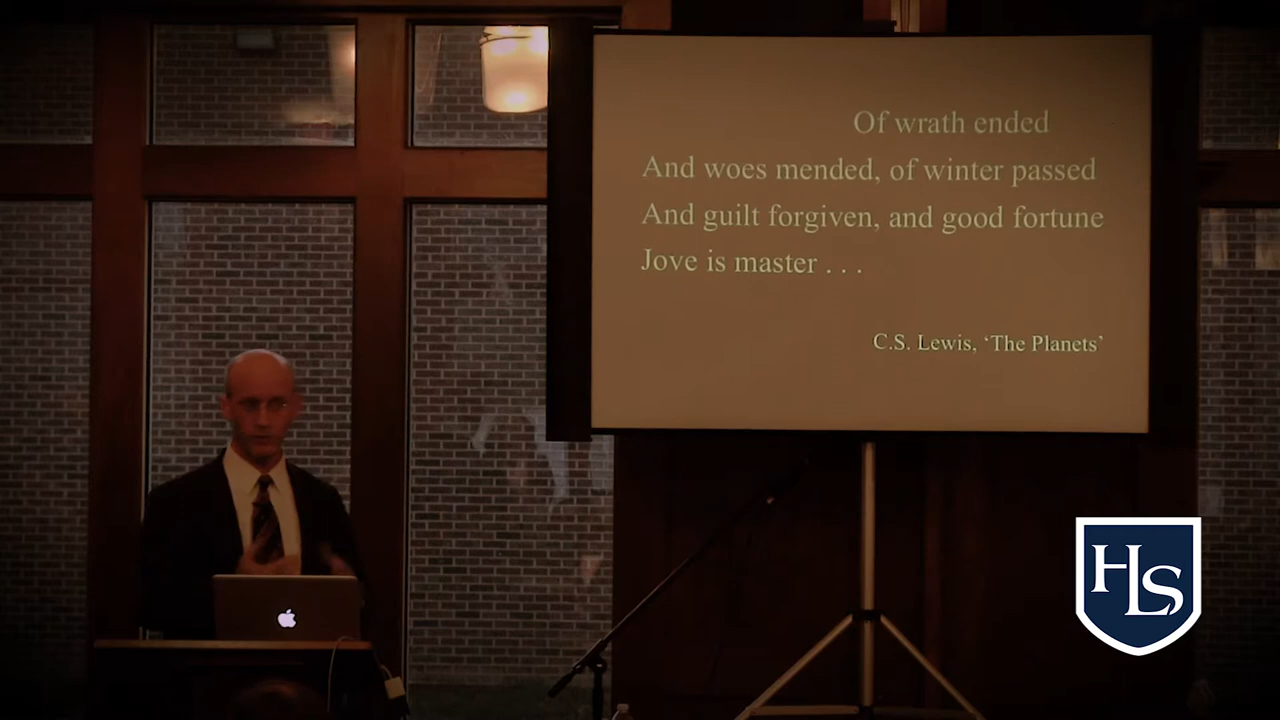 Of wrath ended
And woes mended, of winter passed
And guilt forgiven, and good fortune
Jove is master . . .
C.S. Lewis, ‘The Planets’
HLS